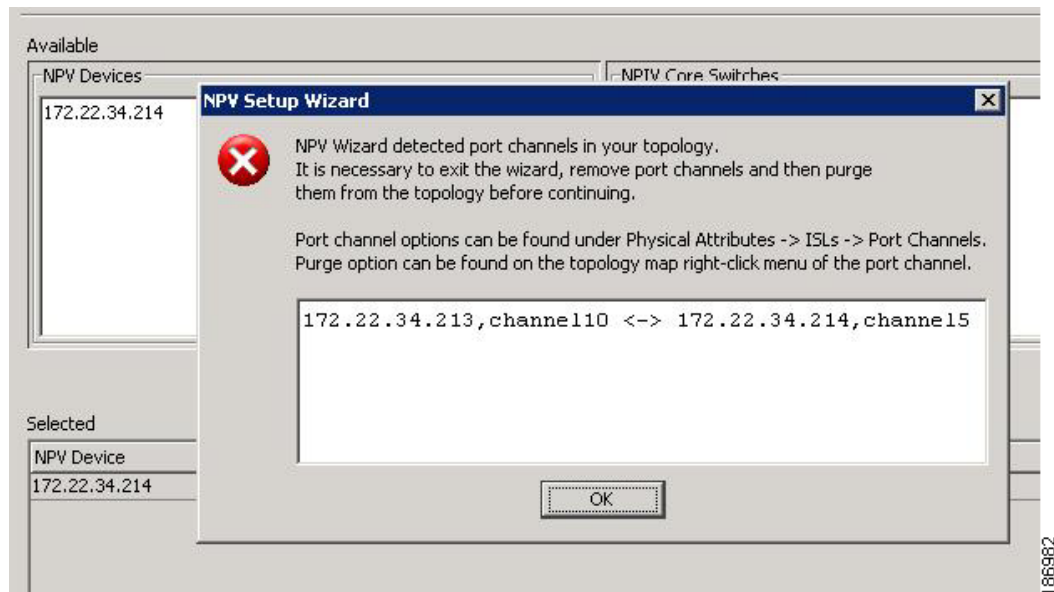 Available
NPV Devices
NPIV Core Switches
172.22.34.214
NPV Setup Wizard
NPV Wizard detected port channels in your topology.
It is necessary to exit the wizard, remove port channels and then purge
them from the topology before continuing.
Port channel options can be found under Physical Attributes -> ISLs -> Port Channels.
Purge option can be found on the topology map right-click menu of the port channel.
172.22.34.213,channel10 <-> 172.22.34.214,channel5
Selected
NPV Device
172.22.34.214
OK
186982